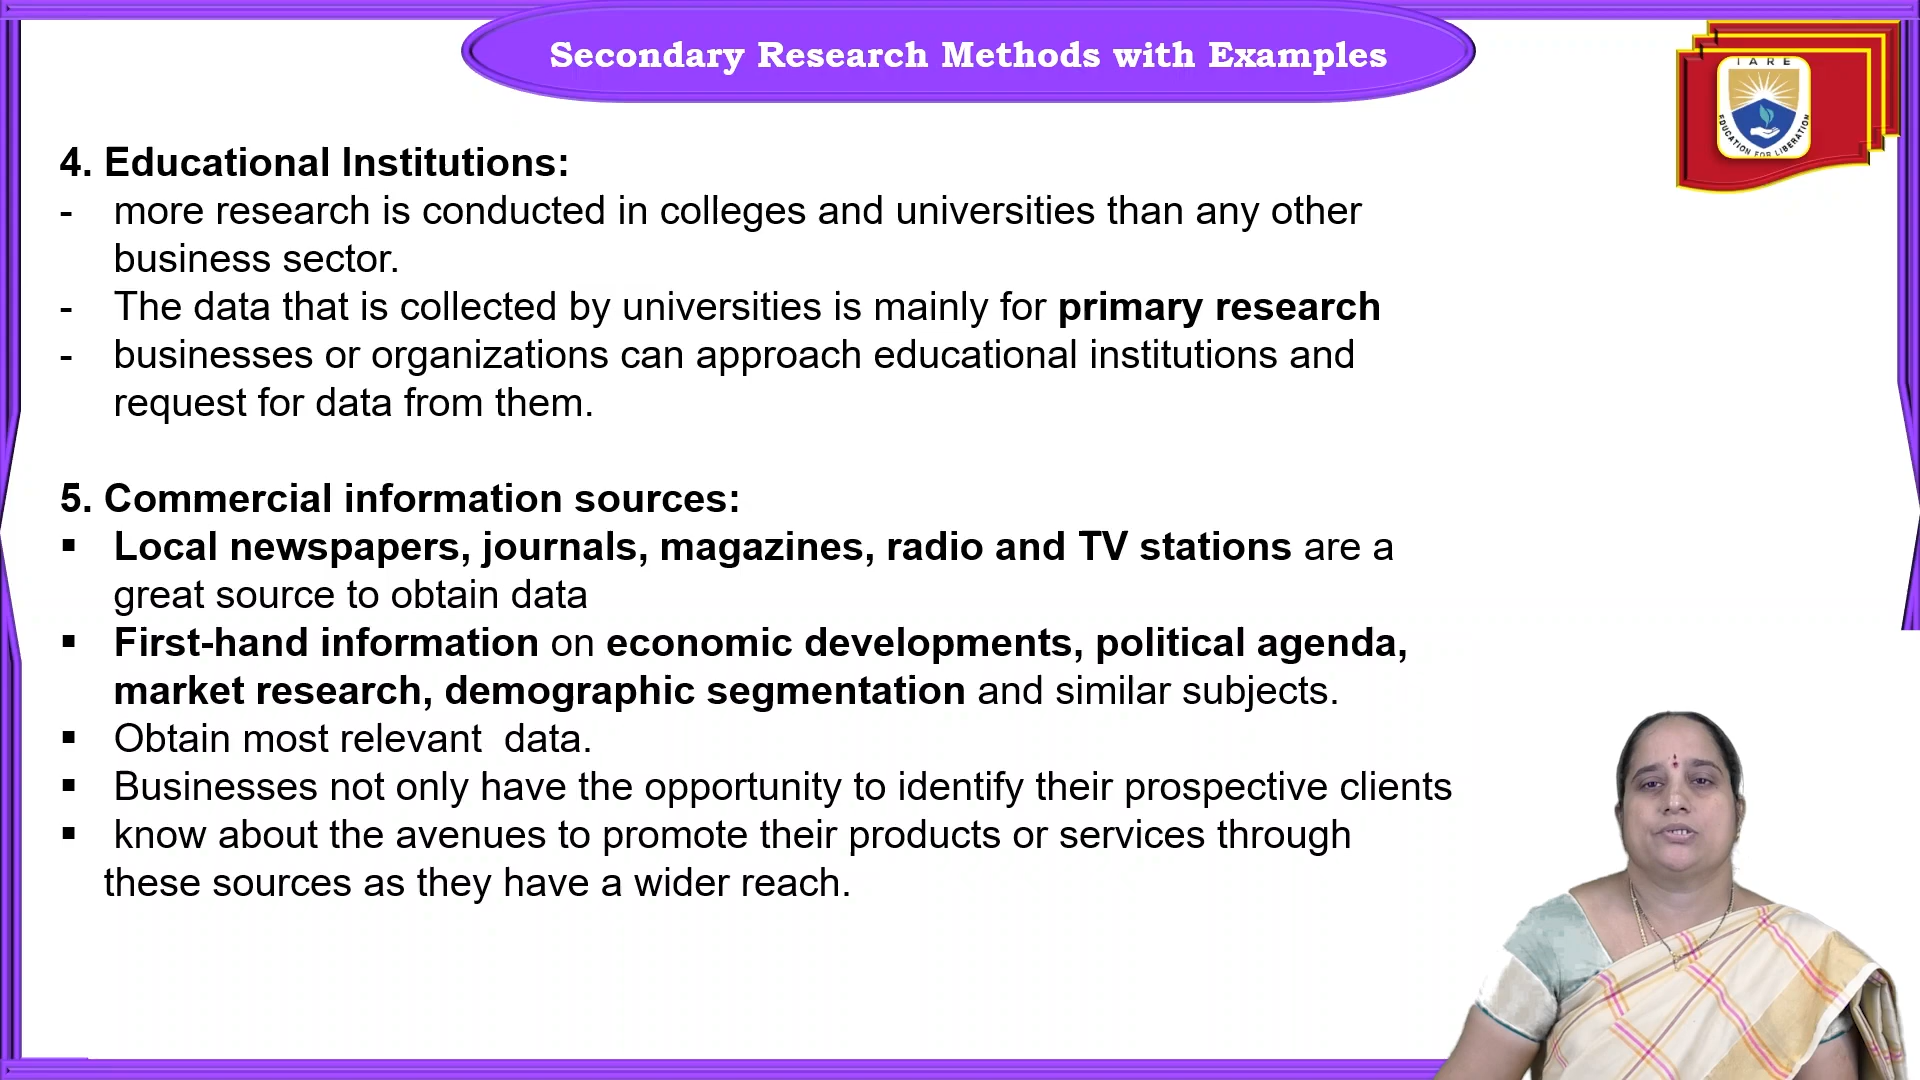 Secondary Research Methods with Examples
IARE
EDUCATION FOR LIBERATION
4. Educational Institutions:
- more research is conducted in colleges and universities than any other
business sector.
- The data that is collected by universities is mainly for primary research
- businesses or organizations can approach educational institutions and
request for data from them.
5. Commercial information sources:
▪ Local newspapers, journals, magazines, radio and TV stations are a
great source to obtain data
▪ First-hand information on economic developments, political agenda,
market research, demographic segmentation and similar subjects.
▪ Obtain most relevant  data.
▪ Businesses not only have the opportunity to identify their prospective clients
▪ know about the avenues to promote their products or services through
these sources as they have a wider reach.